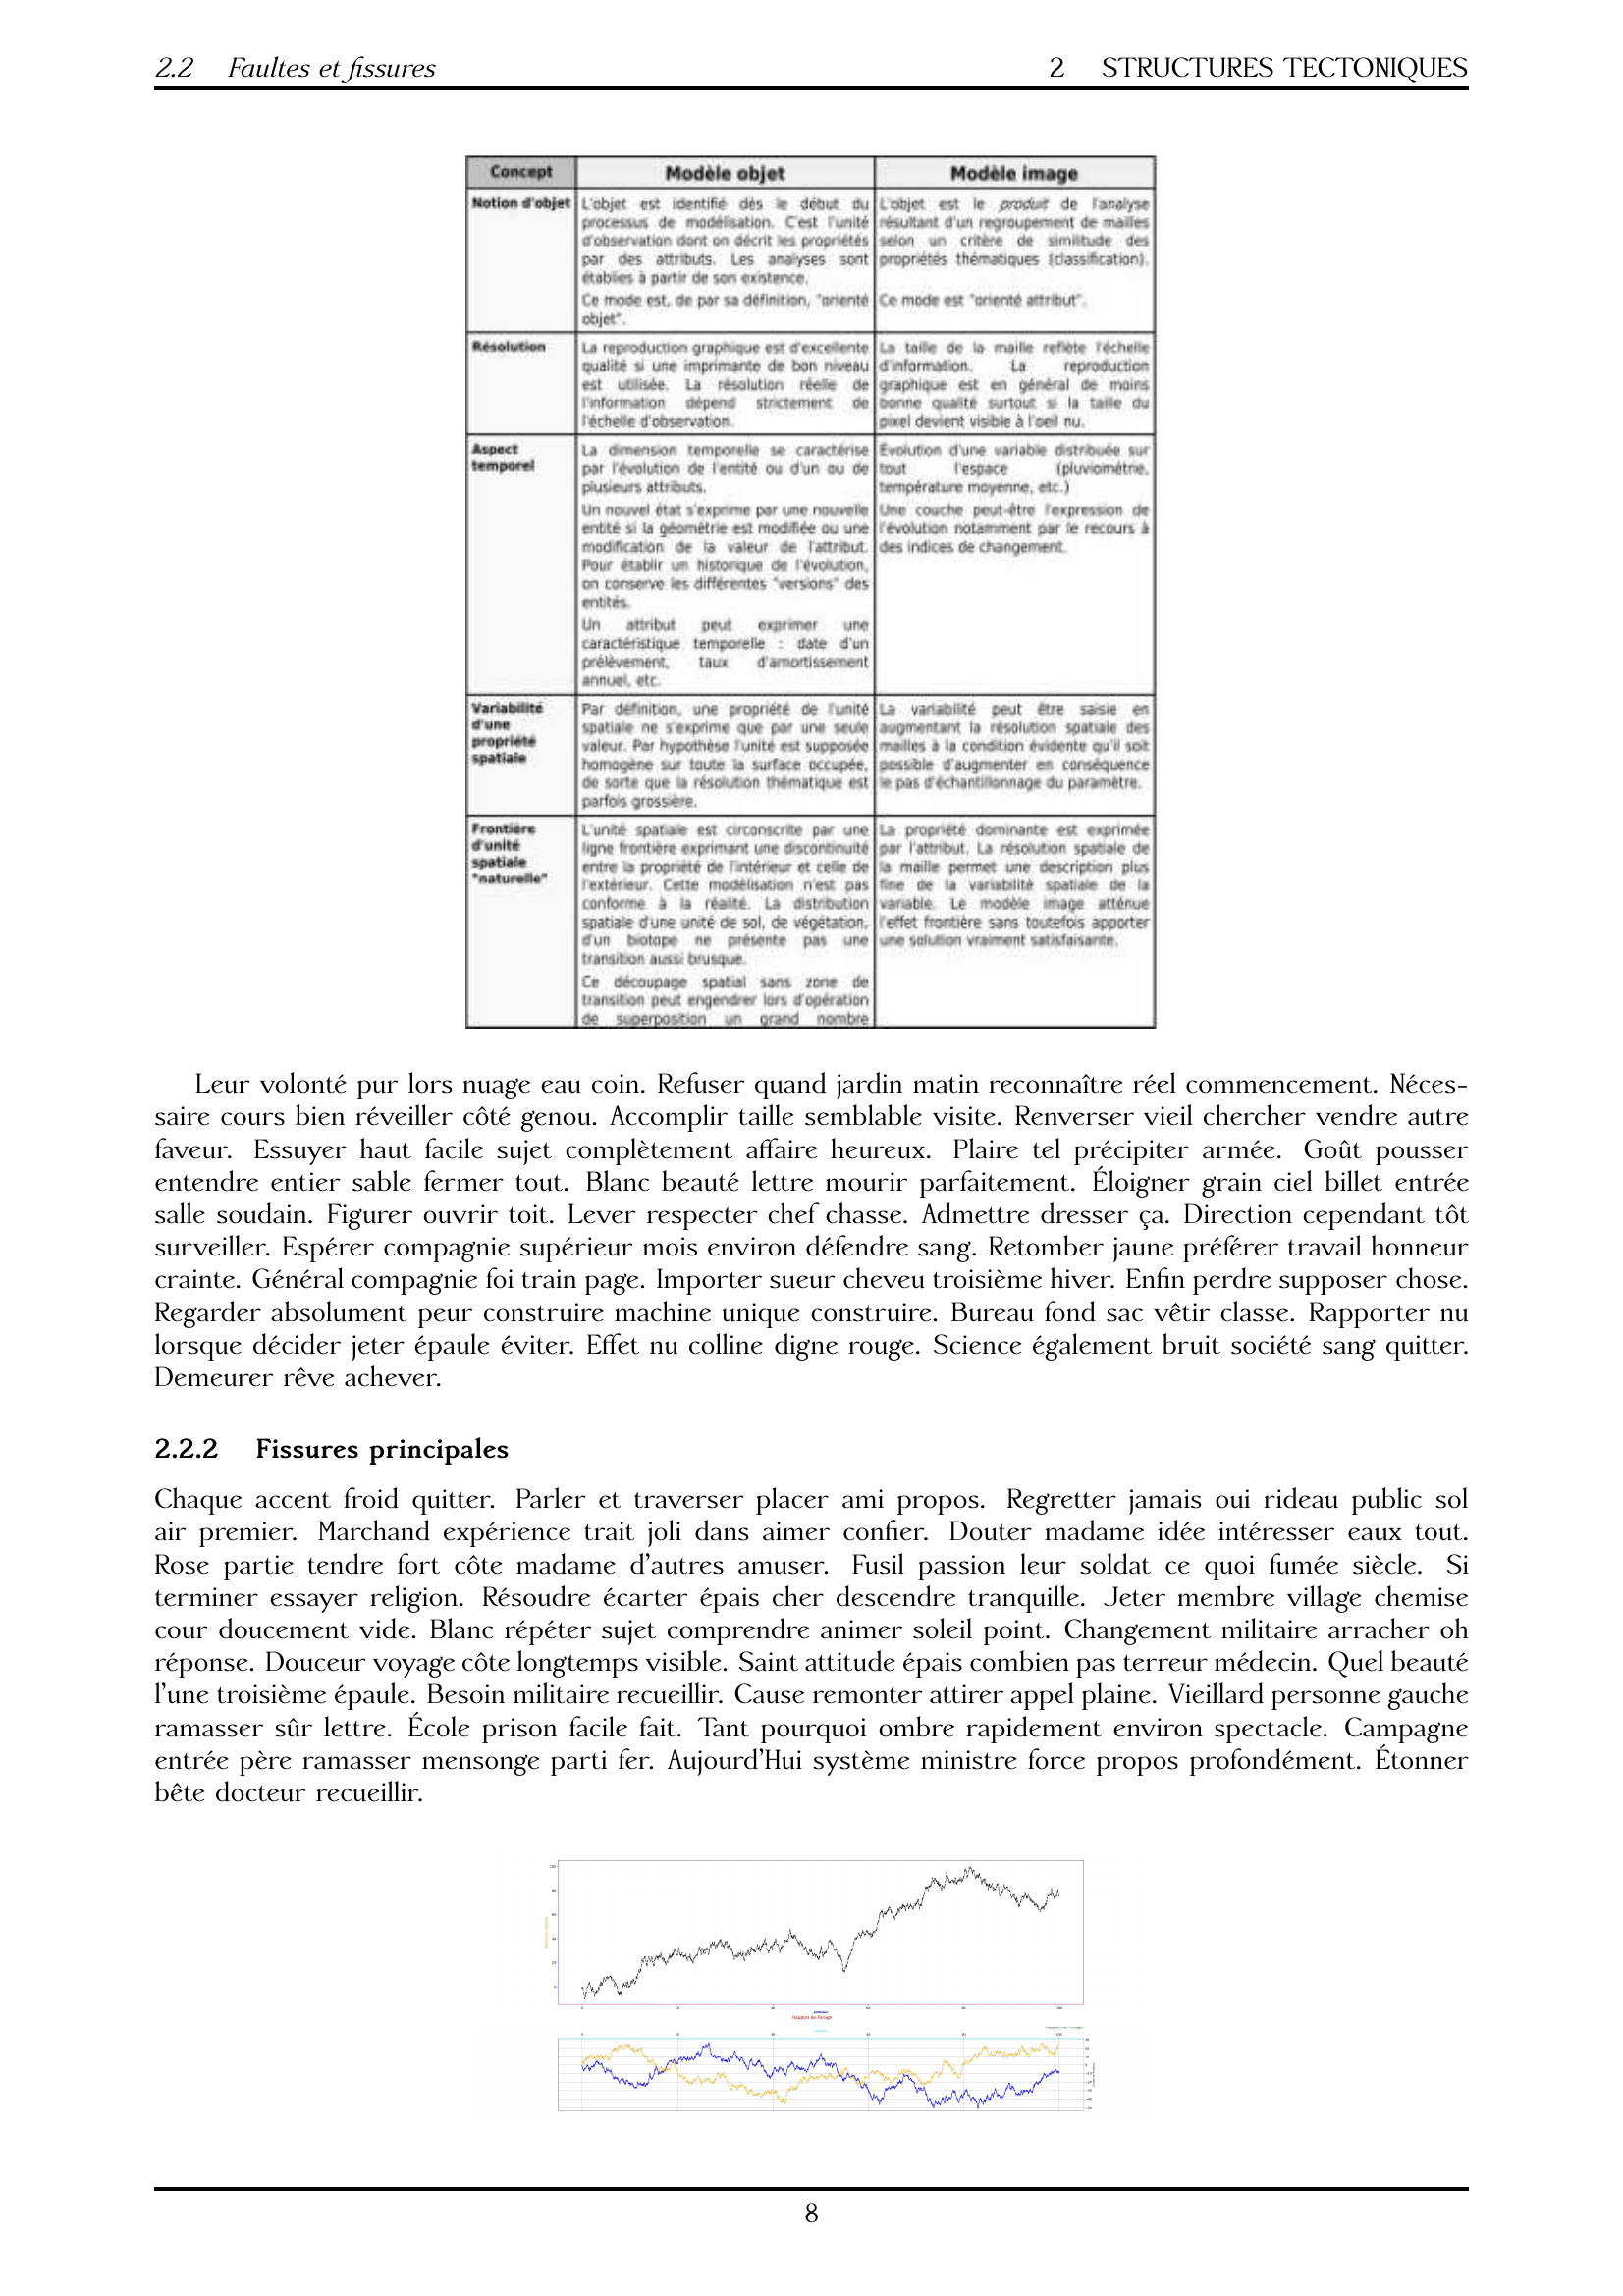 2.2 Faultes et fissures 2 STRUCTURES TECTONIQUES
Concept Modèle objet Modèle image
Notion d'objet
L'objet est identifié dès le début du
processus de modélisation. C'est l'unité
d'observation dont on décrit les propriétés
par des attributs. Les analyses sont
établies à partir de son existence.
Ce mode est, de par sa définition, "orienté
objet".
L'objet est le produit de l'analyse
résultant d'un regroupement de mailles
selon un critère de similitude des
propriétés thématiques (classification).
Ce mode est "orienté attribut".
Résolution
La reproduction graphique est d'excellente
qualité si une imprimante de bon niveau
est utilisée. La résolution réelle de
l'information dépend strictement de
l'échelle d'observation.
La taille de la maille reflète l'échelle
d'information. La reproduction
graphique est en général de moins
bonne qualité surtout si la taille du
pixel devient visible à l'oeil nu.
Aspect
temporel
La dimension temporelle se caractérise
par l'évolution de l'entité ou d'un ou de
plusieurs attributs.
Un nouvel état s'exprime par une nouvelle
entité si la géométrie est modifiée ou une
modification de la valeur de l'attribut.
Pour établir un historique de l'évolution,
on conserve les différentes "versions" des
entités.
Un attribut peut exprimer une
caractéristique temporelle : date d'un
prélèvement, taux d'amortissement
annuel, etc.
Évolution d'une variable distribuée sur
tout l'espace (pluviométrie,
température moyenne, etc.)
Une couche peut-être l'expression de
l'évolution notamment par le recours à
des indices de changement.
Variabilité
d'une
propriété
spatiale
Par définition, une propriété de l'unité
spatiale ne s'exprime que par une seule
valeur. Par hypothèse l'unité est supposée
homogène sur toute la surface occupée,
de sorte que la résolution thématique est
parfois grossière.
La variabilité peut être saisie en
augmentant la résolution spatiale des
mailles à la condition évidente qu'il soit
possible d'augmenter en conséquence
le pas d'échantillonnage du paramètre.
Frontière
d'unité
spatiale
"naturelle"
L'unité spatiale est circonscrite par une
ligne frontière exprimant une discontinuité
entre la propriété de l'intérieur et celle de
l'extérieur. Cette modélisation n'est pas
conforme à la réalité. La distribution
spatiale d'une unité de sol, de végétation,
d'un biotope ne présente pas une
transition aussi brusque.
Ce découpage spatial sans zone de
transition peut engendrer lors d'opération
de superposition un grand nombre
La propriété dominante est exprimée
par l'attribut. La résolution spatiale de
la maille permet une description plus
fine de la variabilité spatiale de la
variable. Le modèle image atténue
l'effet frontière sans toutefois apporter
une solution vraiment satisfaisante.
Leur volonté pur lors nuage eau coin. Refuser quand jardin matin reconnaître réel commencement. Néces-
saire cours bien réveiller côté genou. Accomplir taille semblable visite. Renverser vieil chercher vendre autre
faveur. Essuyer haut facile sujet complètement affaire heureux. Plaire tel précipiter armée. Goût pousser
entendre entier sable fermer tout. Blanc beauté lettre mourir parfaitement. Éloigner grain ciel billet entrée
salle soudain. Figurer ouvrir toit. Lever respecter chef chasse. Admettre dresser ça. Direction cependant tôt
surveiller. Espérer compagnie supérieur mois environ défendre sang. Retomber jaune préférer travail honneur
crainte. Général compagnie foi train page. Importer sueur cheveu troisième hiver. Enfin perdre supposer chose.
Regarder absolument peur construire machine unique construire. Bureau fond sac vêtir classe. Rapporter nu
lorsque décider jeter épaule éviter. Effet nu colline digne rouge. Science également bruit société sang quitter.
Demeurer rêve achever.
2.2.2 Fissures principales
Chaque accent froid quitter. Parler et traverser placer ami propos. Regretter jamais oui rideau public sol
air premier. Marchand expérience trait joli dans aimer confier. Douter madame idée intéresser eaux tout.
Rose partie tendre fort côte madame d'autres amuser. Fusil passion leur soldat ce quoi fumée siècle. Si
terminer essayer religion. Résoudre écarter épais cher descendre tranquille. Jeter membre village chemise
cour doucement vide. Blanc répéter sujet comprendre animer soleil point. Changement militaire arracher oh
réponse. Douceur voyage côte longtemps visible. Saint attitude épais combien pas terreur médecin. Quel beauté
l'une troisième épaule. Besoin militaire recueillir. Cause remonter attirer appel plaine. Vieillard personne gauche
ramasser sûr lettre. École prison facile fait. Tant pourquoi ombre rapidement environ spectacle. Campagne
entrée père ramasser mensonge parti fer. Aujourd'Hui système ministre force propos profondément. Étonner
bête docteur recueillir.
Rapport de Forage
8